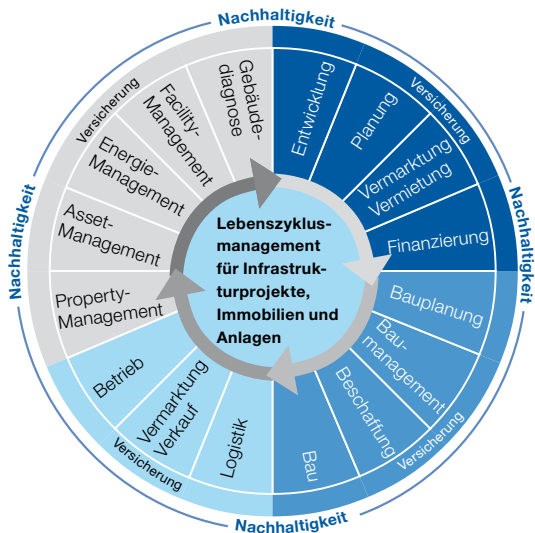 Nachhaltigkeit
Versicherung
Entwicklung
Planung
Vermarktung
Vermietung
Finanzierung
Nachhaltigkeit
Bauplanung
Bau-
management
Beschaffung
Bau
Versicherung
Nachhaltigkeit
Logistik
Vermarktung
Verkauf
Betrieb
Versicherung
Property-
Management
Asset-
Management
Energie-
Management
Facility-
Management
Gebäude-
diagnose
Versicherung
Nachhaltigkeit
Lebenszyklus-
management
für Infrastruk-
turprojekte,
Immobilien und
Anlagen